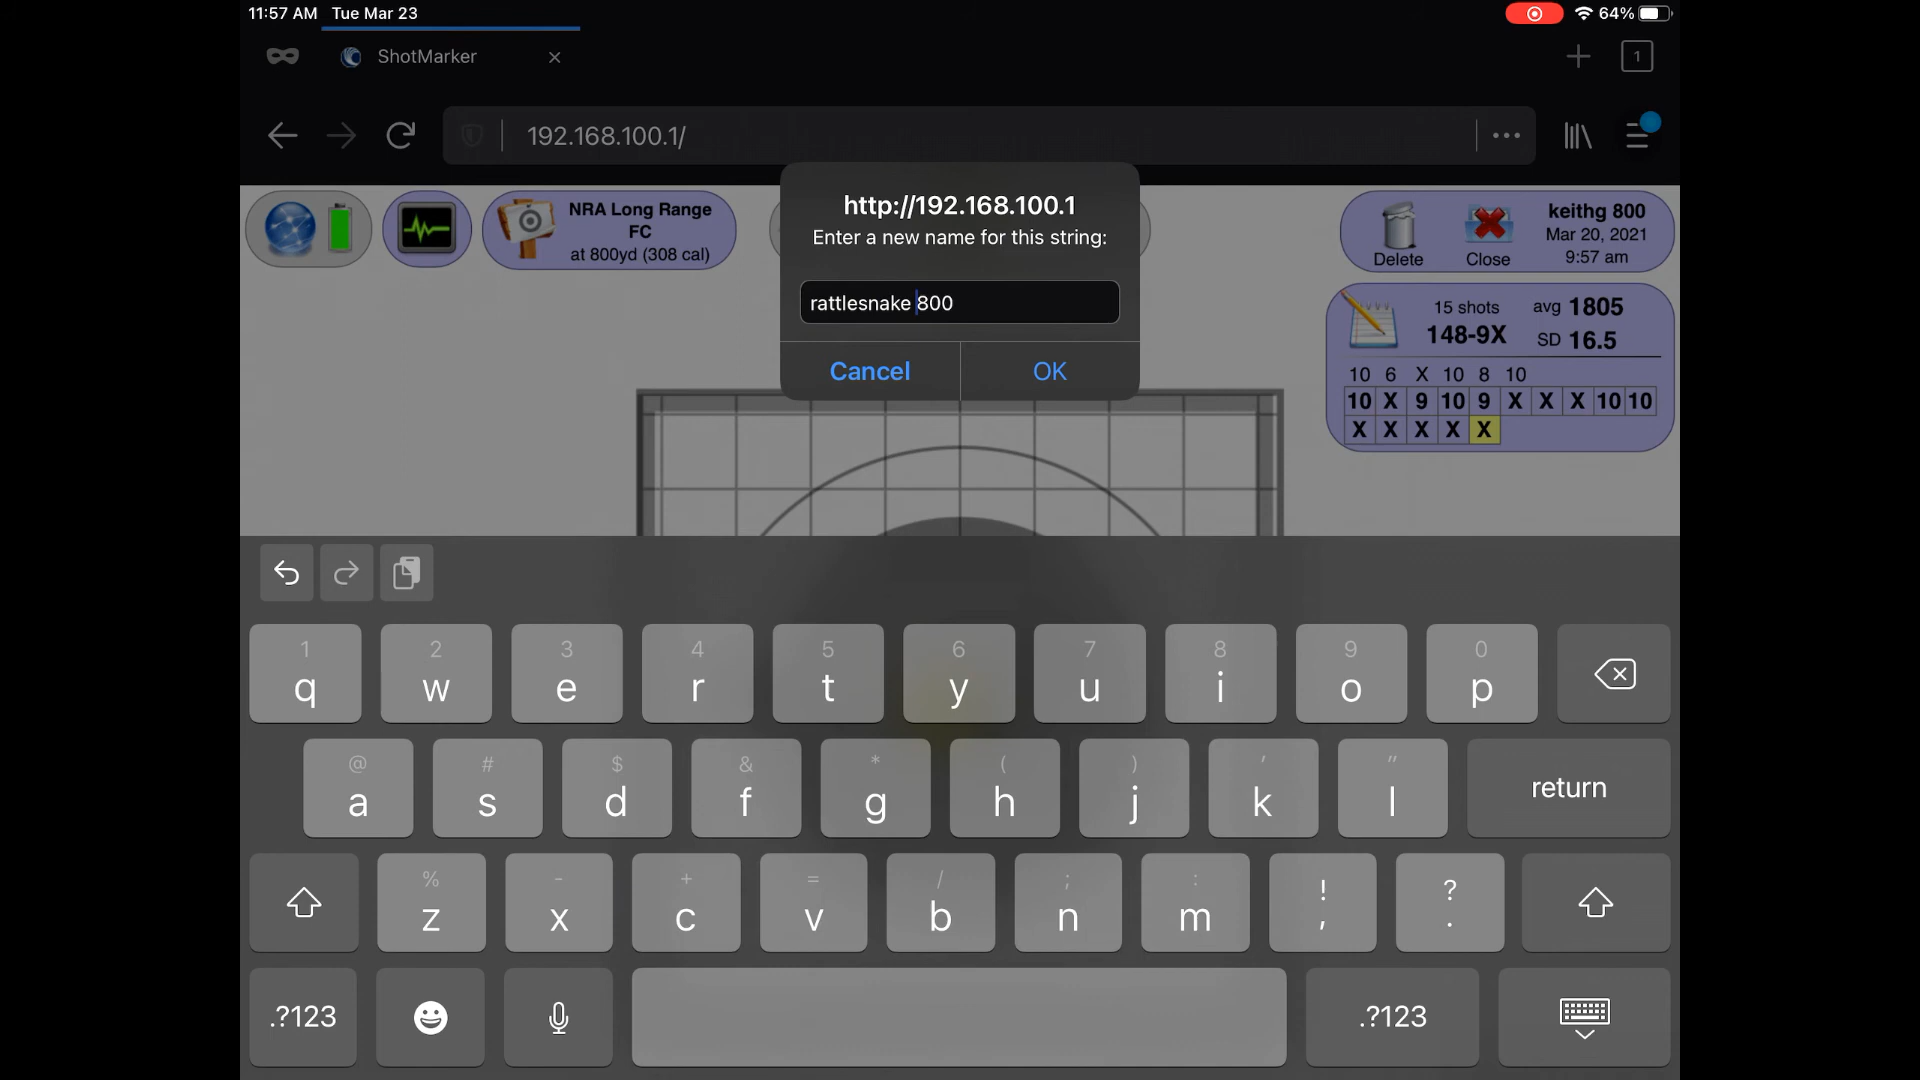 11:57 AM Tue Mar 23
64%
ShotMarker
1
192.168.100.1/
NRA Long Range
FC
at 800yd (308 cal)
http://192.168.100.1
Enter a new name for this string:
rattlesnake 800
Cancel
OK
Delete
Close
keithg 800
Mar 20, 2021
9:57 am
15 shots
148-9X
avg 1805
SD 16.5
10 6 X 10 8 10
10 X 9 10 9 X X X 10 10
X X X X X
1 2 3 4 5 6 7 8 9 0
q w e r t y u i o p
@ # $ & * ( ) ' "
a s d f g h j k l return
% - + = / ; : ! ?
z x c v b n m , .
.?123 .?123